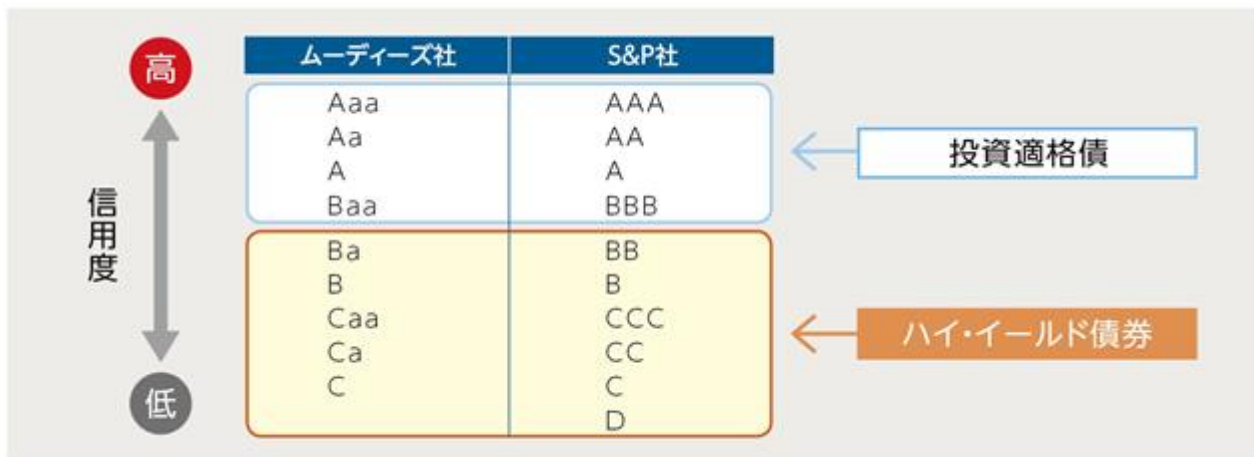 高
信用度
低
ムーディーズ社 S&P社
Aaa AAA
Aa AA
A A
Baa BBB
投資適格債
Ba BB
B B
Caa CCC
Ca CC
C C
D
ハイ・イールド債券